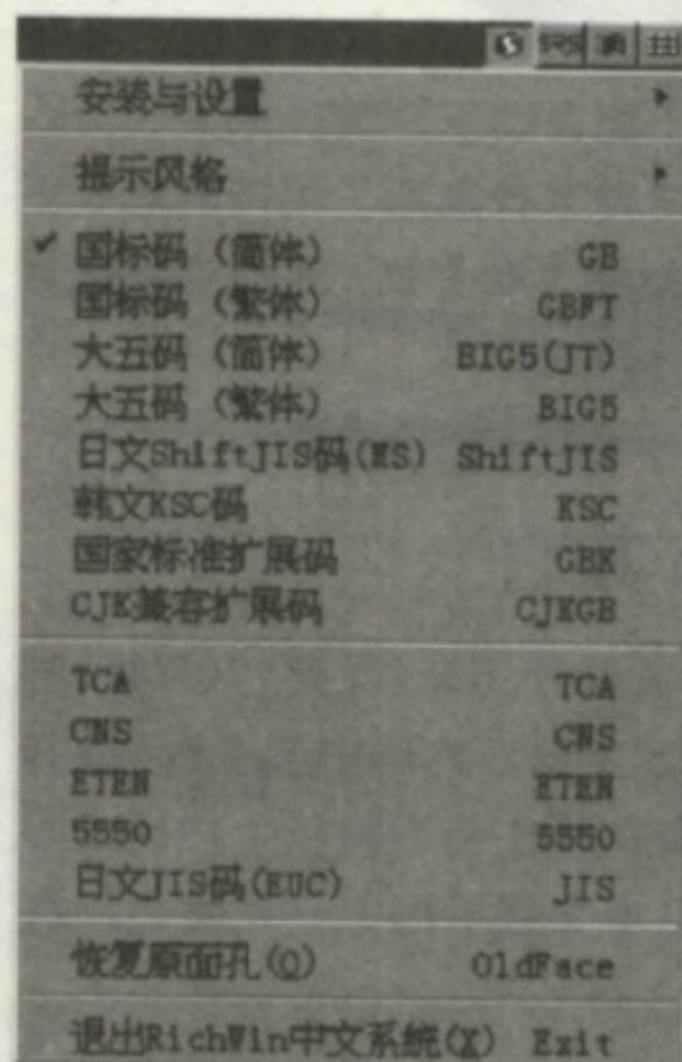 安装与设置
提示风格
国标码（简体） GB
国标码（繁体） GBFT
大五码（简体） BIG5(JT)
大五码（繁体） BIG5
日文ShiftJIS码(MS) ShiftJIS
韩文KSC码 KSC
国家标准扩展码 GBK
CJK兼容扩展码 CJKGB
TCA TCA
CNS CNS
ETEN ETEN
5550 5550
日文JIS码(EUC) JIS
恢复原面孔(Q) OldFace
退出RichWin中文系统(X) Exit